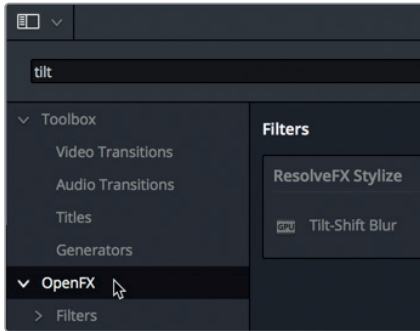 tilt
Toolbox
Video Transitions
Audio Transitions
Titles
Generators
OpenFX
Filters
Filters
ResolveFX Stylize
GPU Tilt-Shift Blur